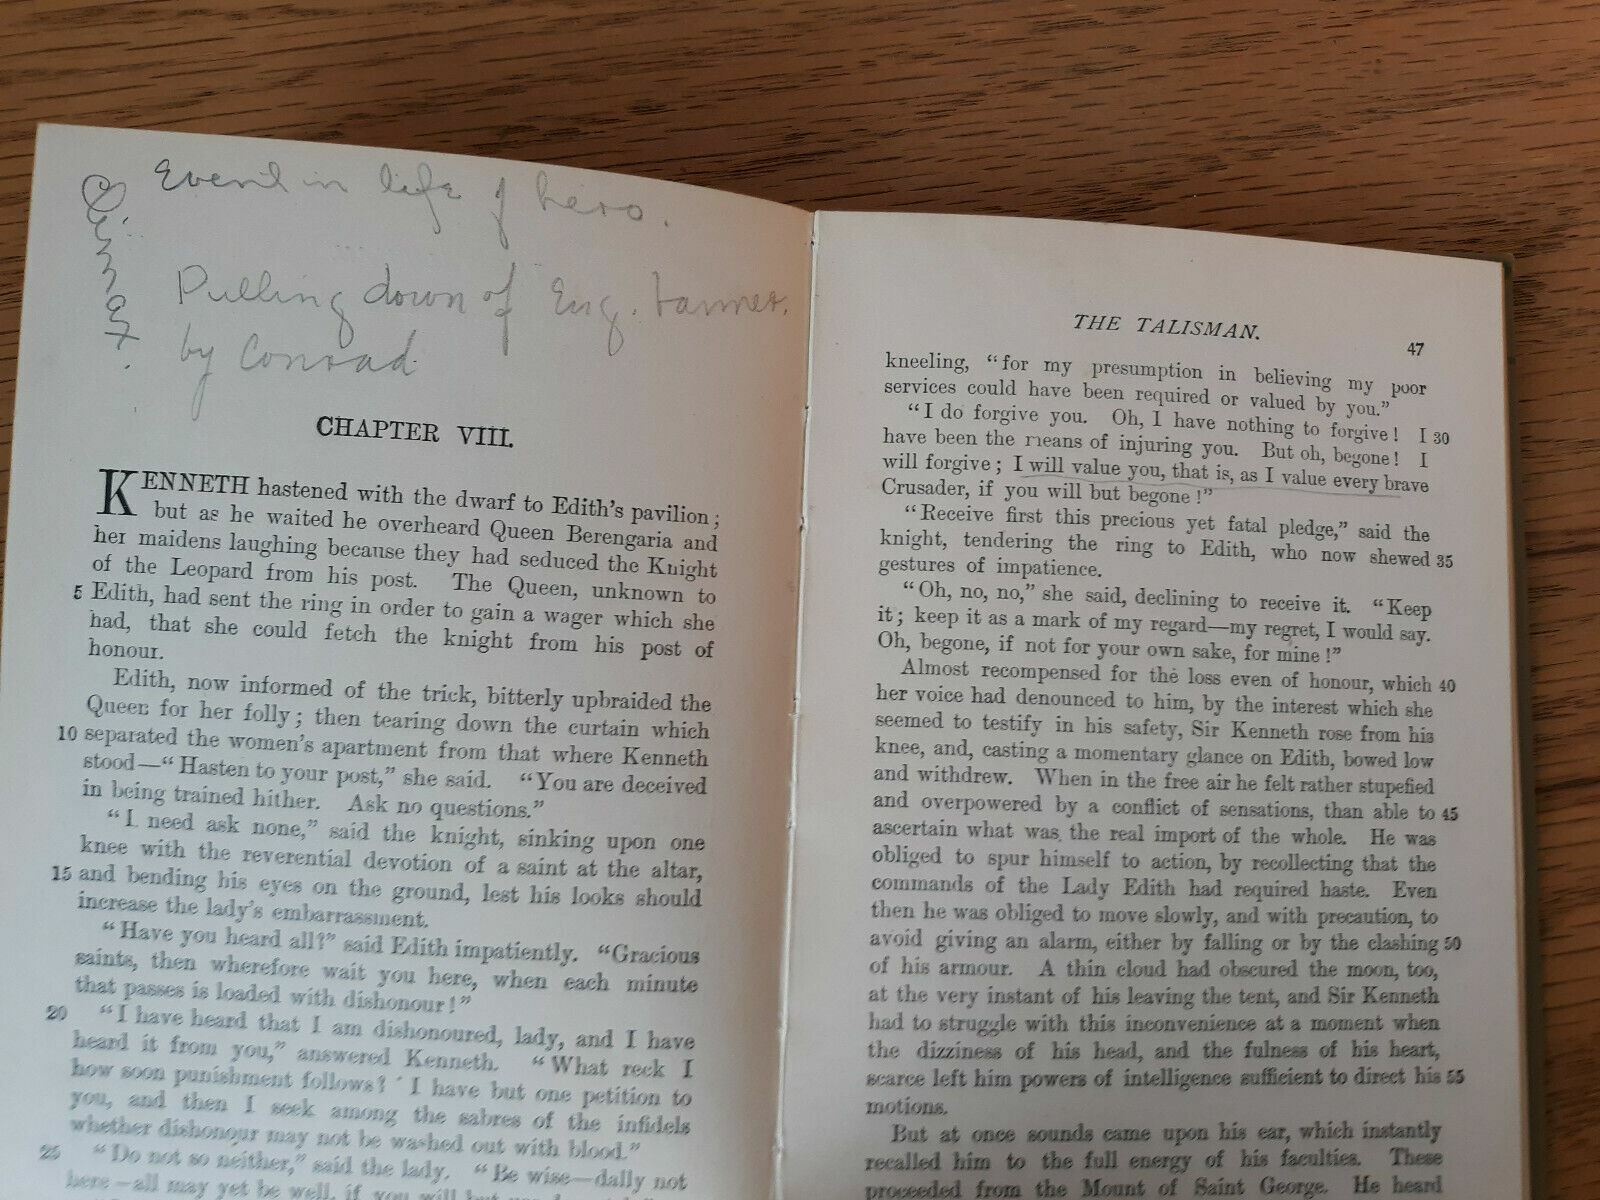 Event in life of hero.
Climax.
Pulling down of Eng. banner.
by Conrad
CHAPTER VIII.
KENNETH hastened with the dwarf to Edith's pavilion;
but as he waited he overheard Queen Berengaria and
her maidens laughing because they had seduced the Knight
of the Leopard from his post. The Queen, unknown to
5 Edith, had sent the ring in order to gain a wager which she
had, that she could fetch the knight from his post of
honour.
Edith, now informed of the trick, bitterly upbraided the
Queen for her folly; then tearing down the curtain which
10 separated the women's apartment from that where Kenneth
stood—"Hasten to your post," she said. "You are deceived
in being trained hither. Ask no questions."
"I need ask none," said the knight, sinking upon one
knee with the reverential devotion of a saint at the altar,
15 and bending his eyes on the ground, lest his looks should
increase the lady's embarrassment.
"Have you heard all?" said Edith impatiently. "Gracious
saints, then wherefore wait you here, when each minute
that passes is loaded with dishonour!"
20 "I have heard that I am dishonoured, lady, and I have
heard it from you," answered Kenneth. "What reck I
how soon punishment follows? I have but one petition to
you, and then I seek among the sabres of the infidels
whether dishonour may not be washed out with blood."
25 "Do not so neither," said the lady. "Be wise—dally not
here—all may yet be well, if you will but
THE TALISMAN. 47
kneeling, "for my presumption in believing my poor
services could have been required or valued by you."
"I do forgive you. Oh, I have nothing to forgive! I 30
have been the means of injuring you. But oh, begone! I
will forgive; I will value you, that is, as I value every brave
Crusader, if you will but begone!"
"Receive first this precious yet fatal pledge," said the
knight, tendering the ring to Edith, who now shewed 35
gestures of impatience.
"Oh, no, no," she said, declining to receive it. "Keep
it; keep it as a mark of my regard—my regret, I would say.
Oh, begone, if not for your own sake, for mine!"
Almost recompensed for the loss even of honour, which 40
her voice had denounced to him, by the interest which she
seemed to testify in his safety, Sir Kenneth rose from his
knee, and, casting a momentary glance on Edith, bowed low
and withdrew. When in the free air he felt rather stupefied
and overpowered by a conflict of sensations, than able to 45
ascertain what was the real import of the whole. He was
obliged to spur himself to action, by recollecting that the
commands of the Lady Edith had required haste. Even
then he was obliged to move slowly, and with precaution, to
avoid giving an alarm, either by falling or by the clashing 50
of his armour. A thin cloud had obscured the moon, too,
at the very instant of his leaving the tent, and Sir Kenneth
had to struggle with this inconvenience at a moment when
the dizziness of his head, and the fulness of his heart,
scarce left him powers of intelligence sufficient to direct his 55
motions.
But at once sounds came upon his ear, which instantly
recalled him to the full energy of his faculties. These
proceeded from the Mount of Saint George. He heard